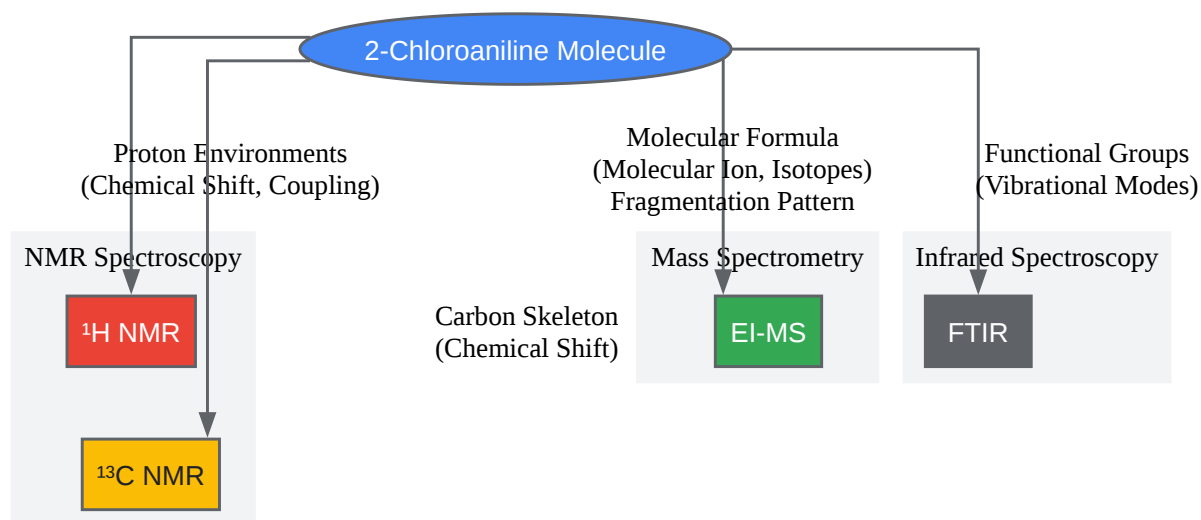 2-Chloroaniline Molecule
Proton Environments
(Chemical Shift, Coupling)
Molecular Formula
(Molecular Ion, Isotopes)
Fragmentation Pattern
Functional Groups
(Vibrational Modes)
NMR Spectroscopy
Mass Spectrometry
Infrared Spectroscopy
¹H NMR
Carbon Skeleton
(Chemical Shift)
EI-MS
FTIR
¹³C NMR